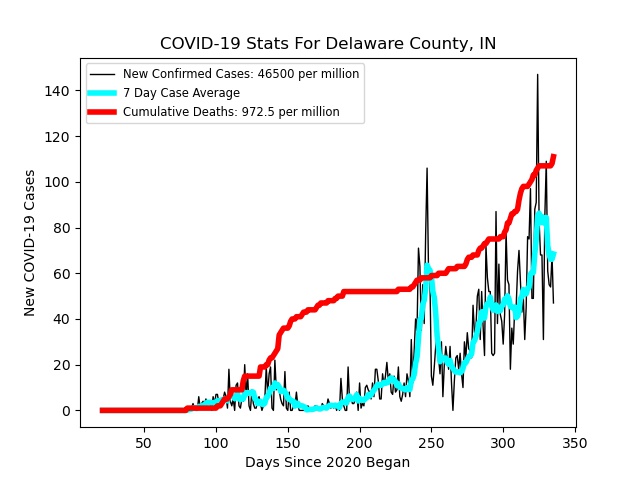 COVID-19 Stats For Delaware County, IN
New Confirmed Cases: 46500 per million
7 Day Case Average
Cumulative Deaths: 972.5 per million
New COVID-19 Cases
140
120
100
80
60
40
20
0
50 100 150 200 250 300 350
Days Since 2020 Began